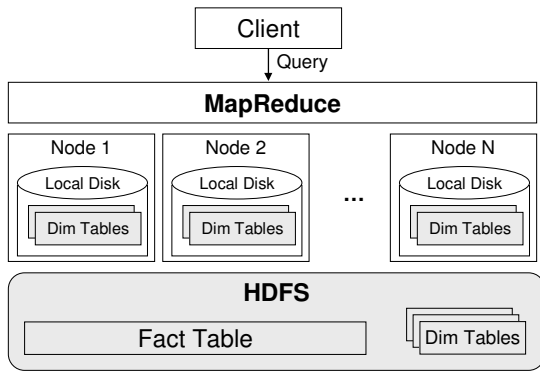 Client
Query
MapReduce
Node 1
Node 2
Node N
Local Disk
Local Disk
...
Local Disk
Dim Tables
Dim Tables
Dim Tables
HDFS
Fact Table
Dim Tables